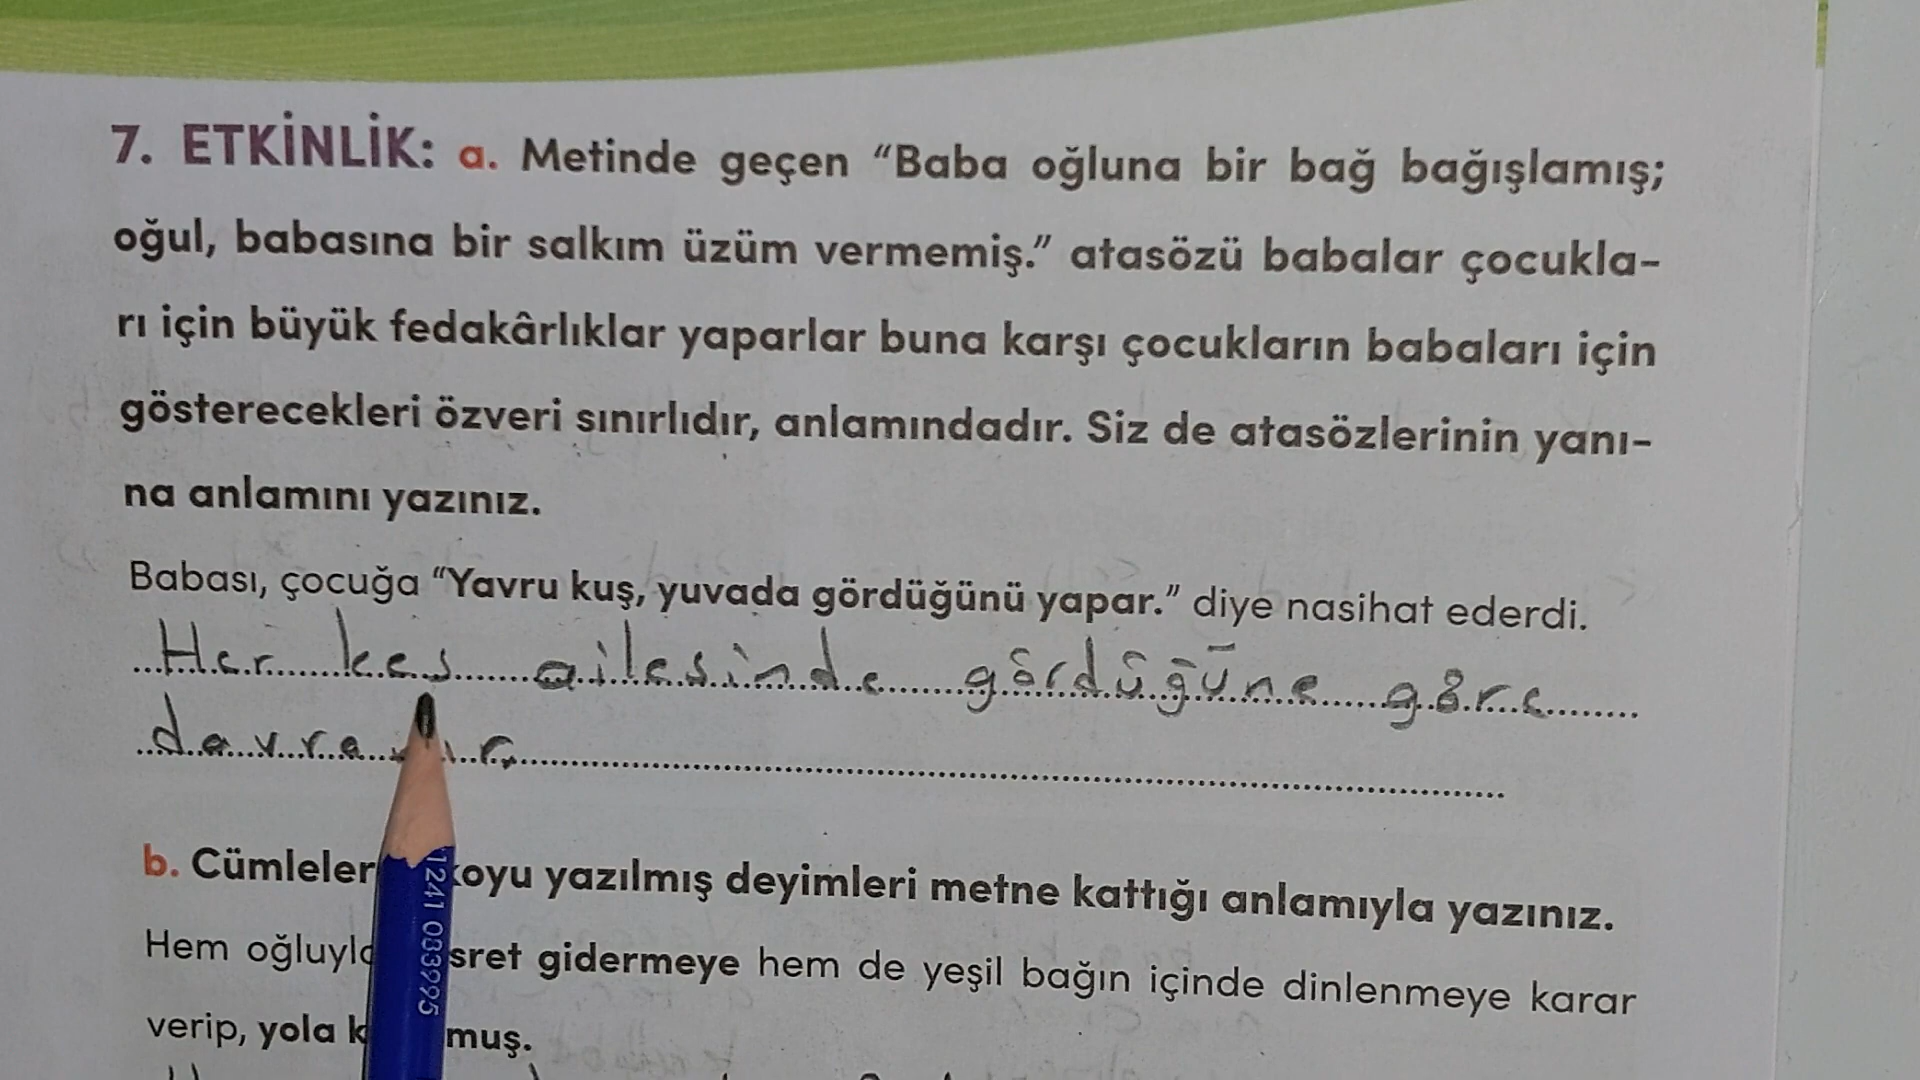 7. ETKİNLİK: a. Metinde geçen “Baba oğluna bir bağ bağışlamış;
oğul, babasına bir salkım üzüm vermemiş.” atasözü babalar çocukla-
rı için büyük fedakârlıklar yaparlar buna karşı çocukların babaları için
gösterecekleri özveri sınırlıdır, anlamındadır. Siz de atasözlerinin yanı-
na anlamını yazınız.
Babası, çocuğa “Yavru kuş, yuvada gördüğünü yapar.” diye nasihat ederdi.
Her kes ailesinde gördüğüne göre
b. Cümleler koyu yazılmış deyimleri metne kattığı anlamıyla yazınız.
Hem gidermeye hem de yeşil bağın içinde dinlenmeye karar
verip, yola
1241 033995